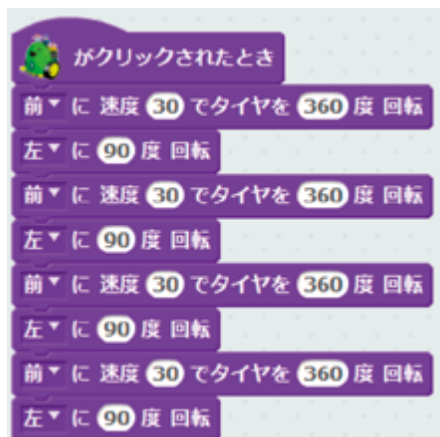 がクリックされたとき
前▼ に 速度 30 でタイヤを 360 度 回転
左▼ に 90 度 回転
前▼ に 速度 30 でタイヤを 360 度 回転
左▼ に 90 度 回転
前▼ に 速度 30 でタイヤを 360 度 回転
左▼ に 90 度 回転
前▼ に 速度 30 でタイヤを 360 度 回転
左▼ に 90 度 回転